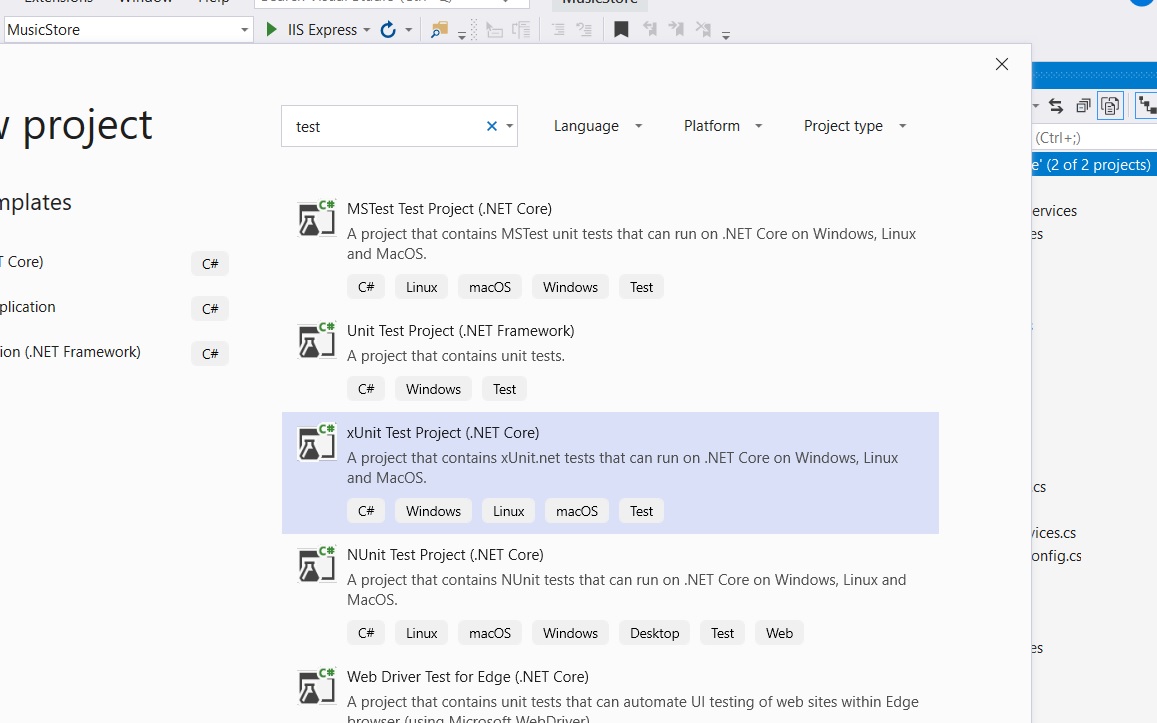 Window
MusicStore
MusicStore
IIS Express
project
test
Language
Platform
Project type
(Ctrl+;)
(2 of 2 projects)
mplates
MSTest Test Project (.NET Core)
A project that contains MSTest unit tests that can run on .NET Core on Windows, Linux
and MacOS.
C# Linux macOS Windows Test
Core)
C#
plication
C#
ion (.NET Framework)
C#
Unit Test Project (.NET Framework)
A project that contains unit tests.
C# Windows Test
xUnit Test Project (.NET Core)
A project that contains xUnit.net tests that can run on .NET Core on Windows, Linux
and MacOS.
C# Windows Linux macOS Test
NUnit Test Project (.NET Core)
A project that contains NUnit tests that can run on .NET Core on Windows, Linux and
MacOS.
C# Linux macOS Windows Desktop Test Web
Web Driver Test for Edge (.NET Core)
A project that contains unit tests that can automate UI testing of web sites within Edge
browser (using Microsoft WebDriver).
ervices
es
cs
vices.cs
onfig.cs
es